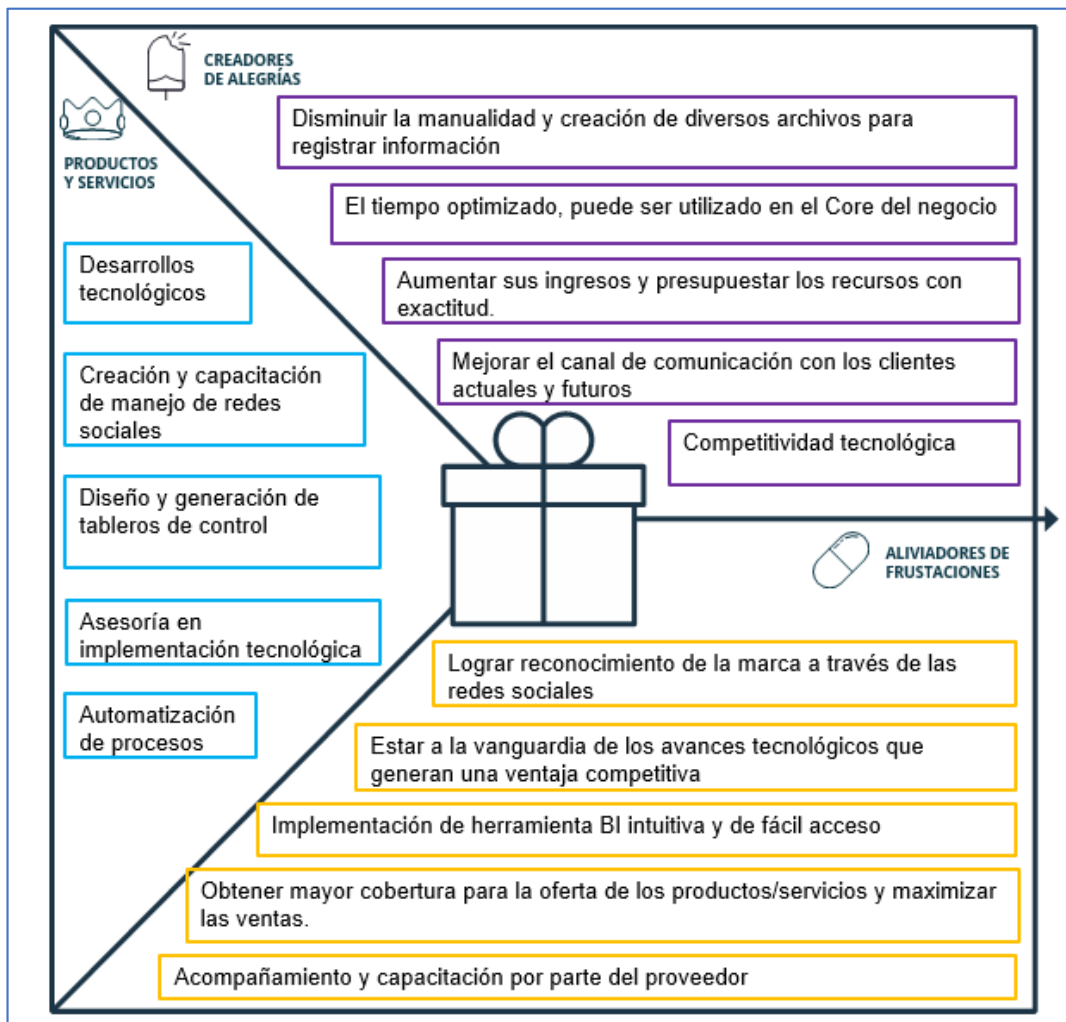 CREADORES
DE ALEGRÍAS
Disminuir la manualidad y creación de diversos archivos para
registrar información
El tiempo optimizado, puede ser utilizado en el Core del negocio
Aumentar sus ingresos y presupuestar los recursos con
exactitud.
Mejorar el canal de comunicación con los clientes
actuales y futuros
Competitividad tecnológica
PRODUCTOS
Y SERVICIOS
Desarrollos
tecnológicos
Creación y capacitación
de manejo de redes
sociales
Diseño y generación de
tableros de control
Asesoría en
implementación tecnológica
Automatización
de procesos
ALIVIADORES DE
FRUSTACIONES
Lograr reconocimiento de la marca a través de las
redes sociales
Estar a la vanguardia de los avances tecnológicos que
generan una ventaja competitiva
Implementación de herramienta BI intuitiva y de fácil acceso
Obtener mayor cobertura para la oferta de los productos/servicios y maximizar
las ventas.
Acompañamiento y capacitación por parte del proveedor